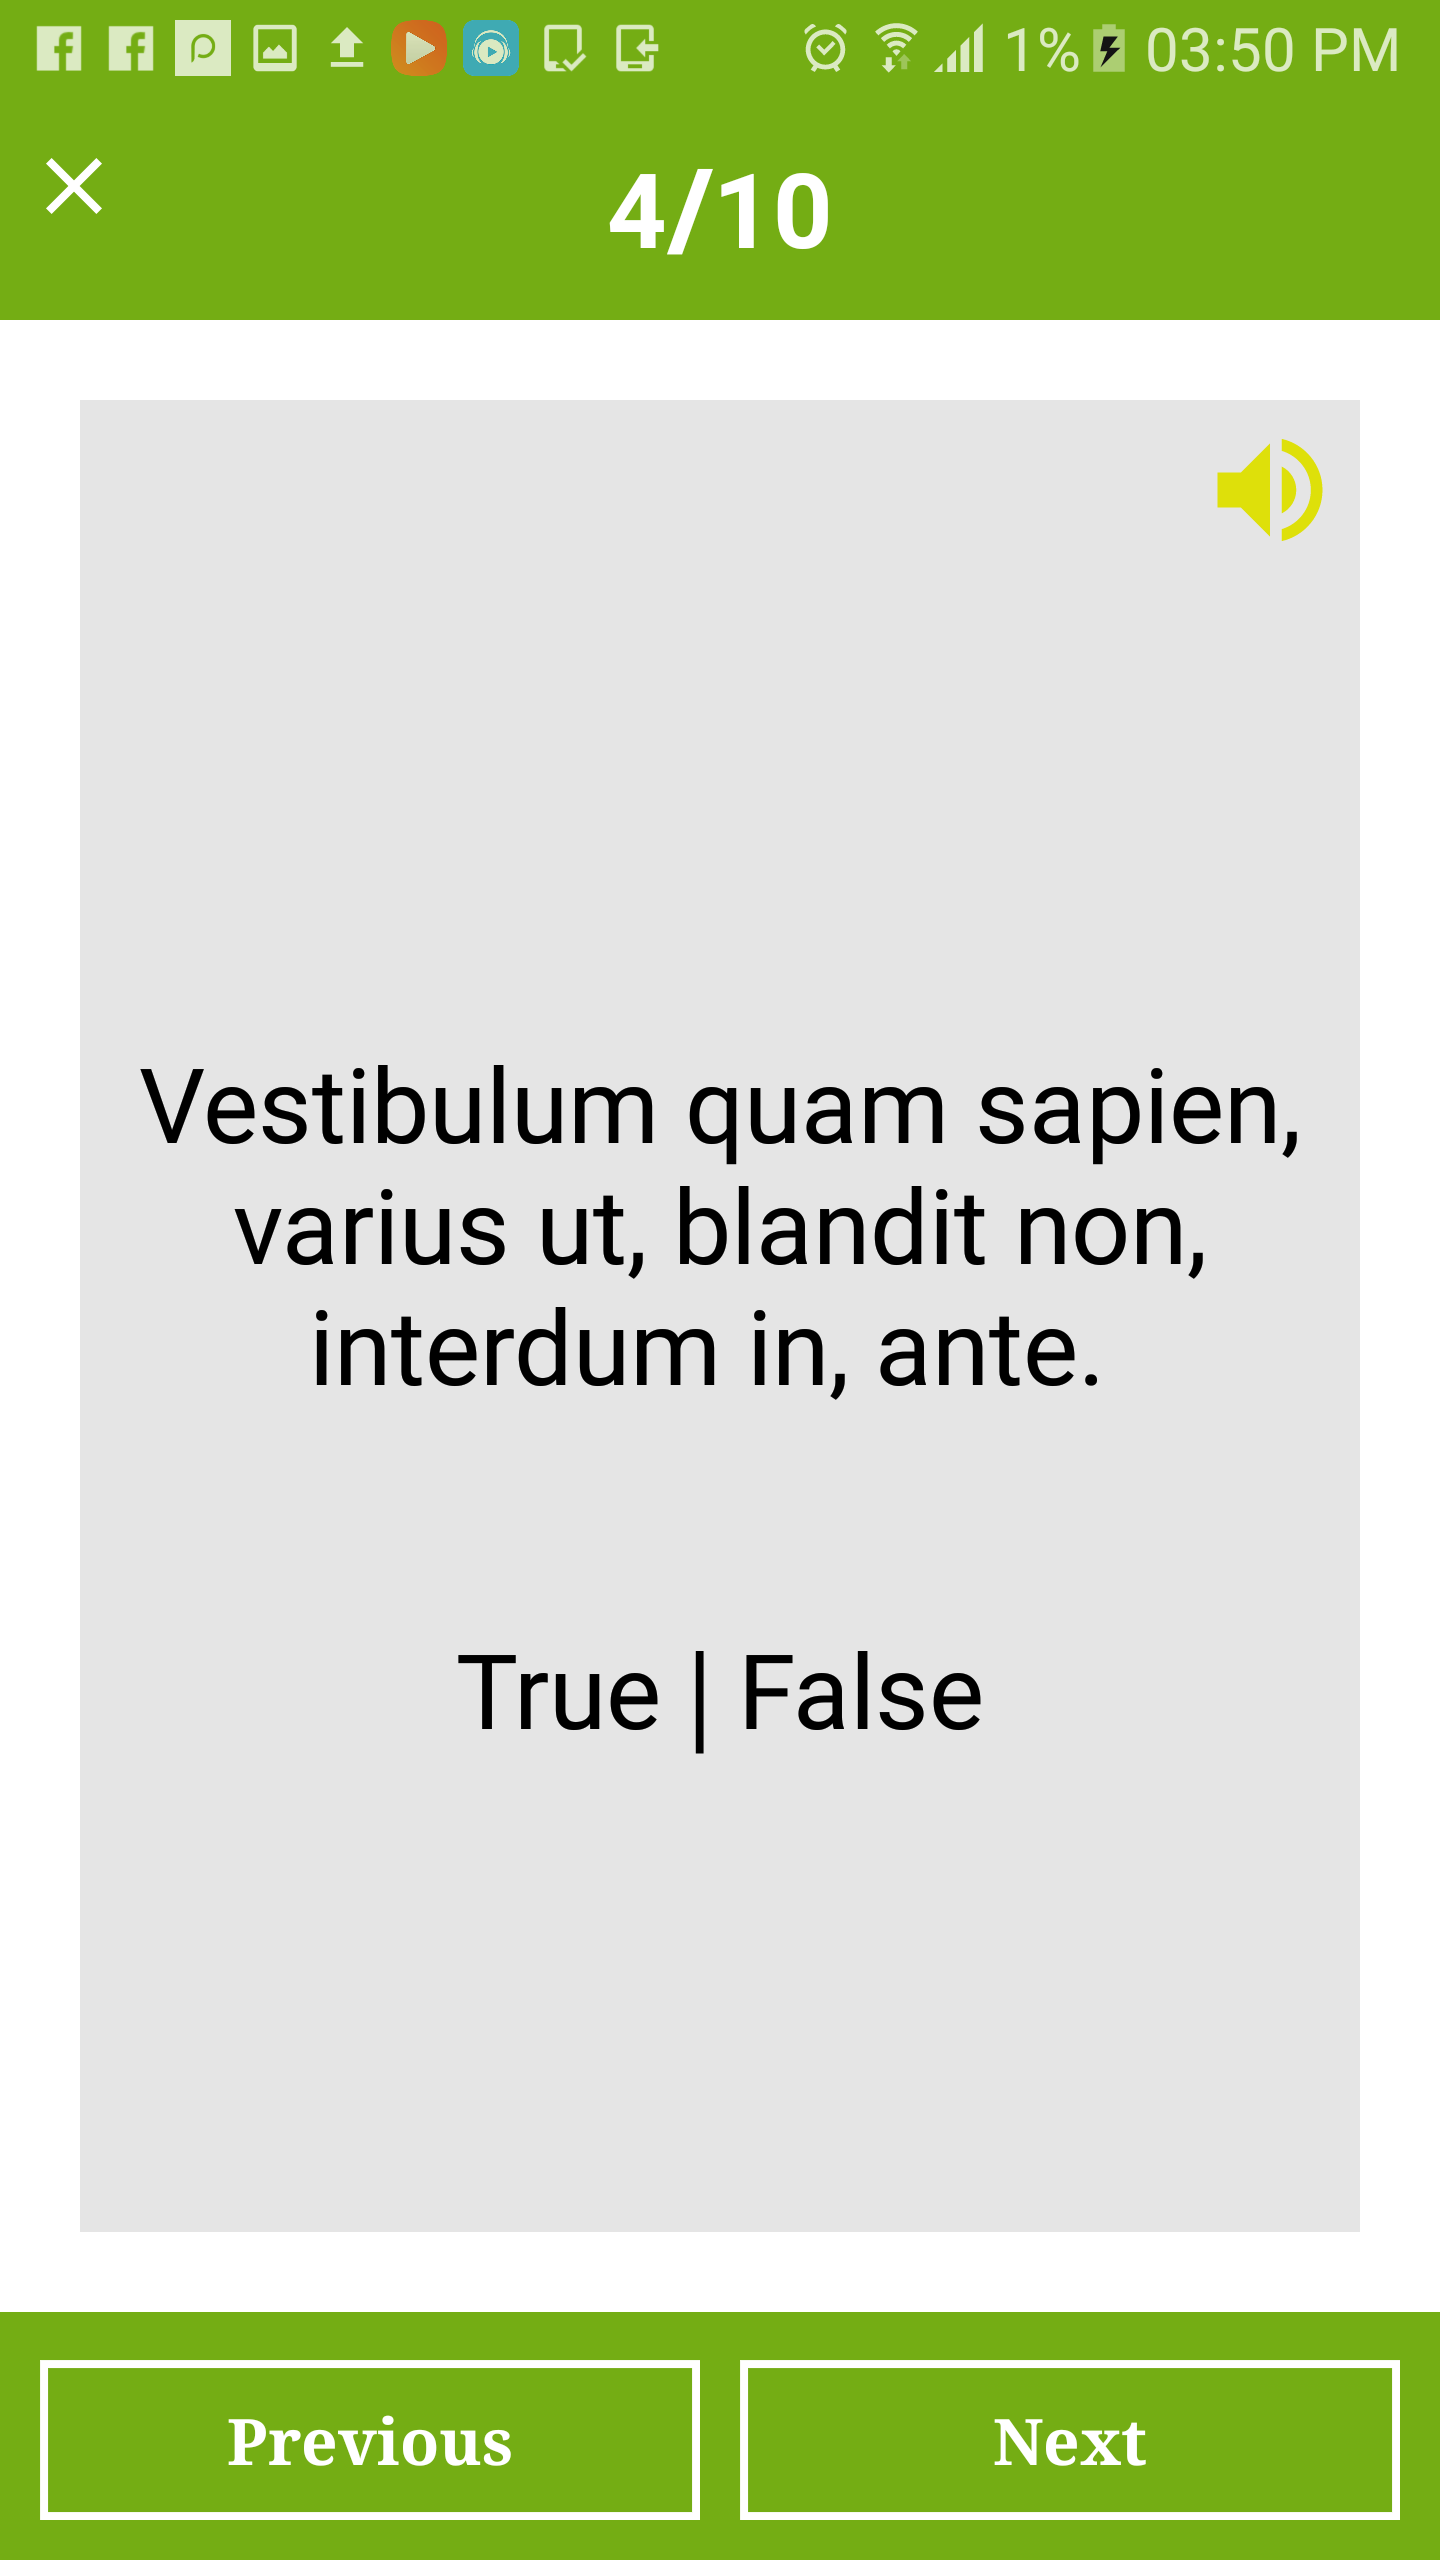 1% 03:50 PM
4/10
Vestibulum quam sapien,
varius ut, blandit non,
interdum in, ante.
True | False
Previous
Next